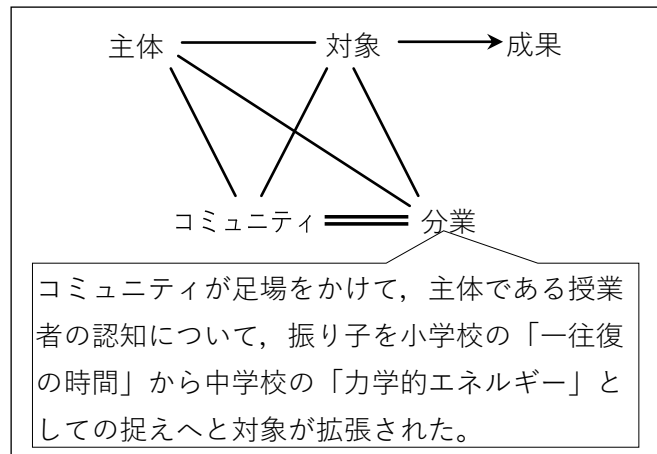 主体 対象 成果
コミュニティ 分業
コミュニティが足場をかけて，主体である授業
者の認知について，振り子を小学校の「一往復
の時間」から中学校の「力学的エネルギー」と
しての捉えへと対象が拡張された。